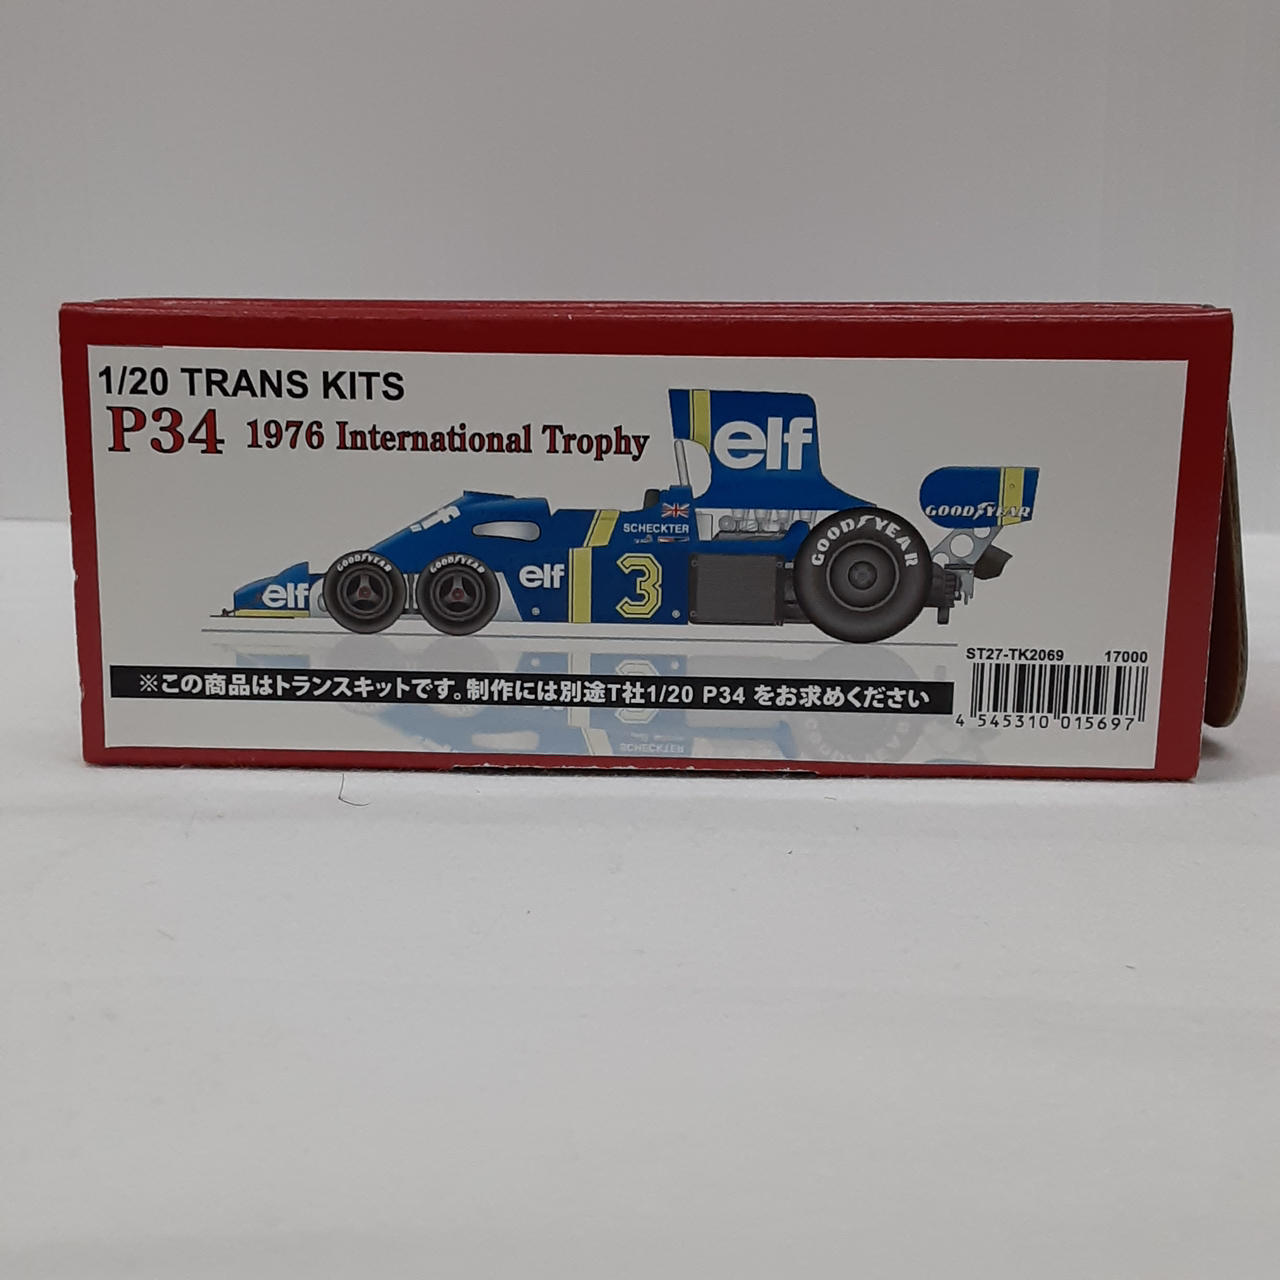 1/20 TRANS KITS
P34 1976 International Trophy
elf
GOODYEAR
SCHECKTER
GOODYEAR
GOODYEAR
GOODYEAR
elf
elf
3
ST27-TK2069 17000
※この商品はトランスキットです。制作には別途T社1/20 P34 をお求めください
4 545310 015697